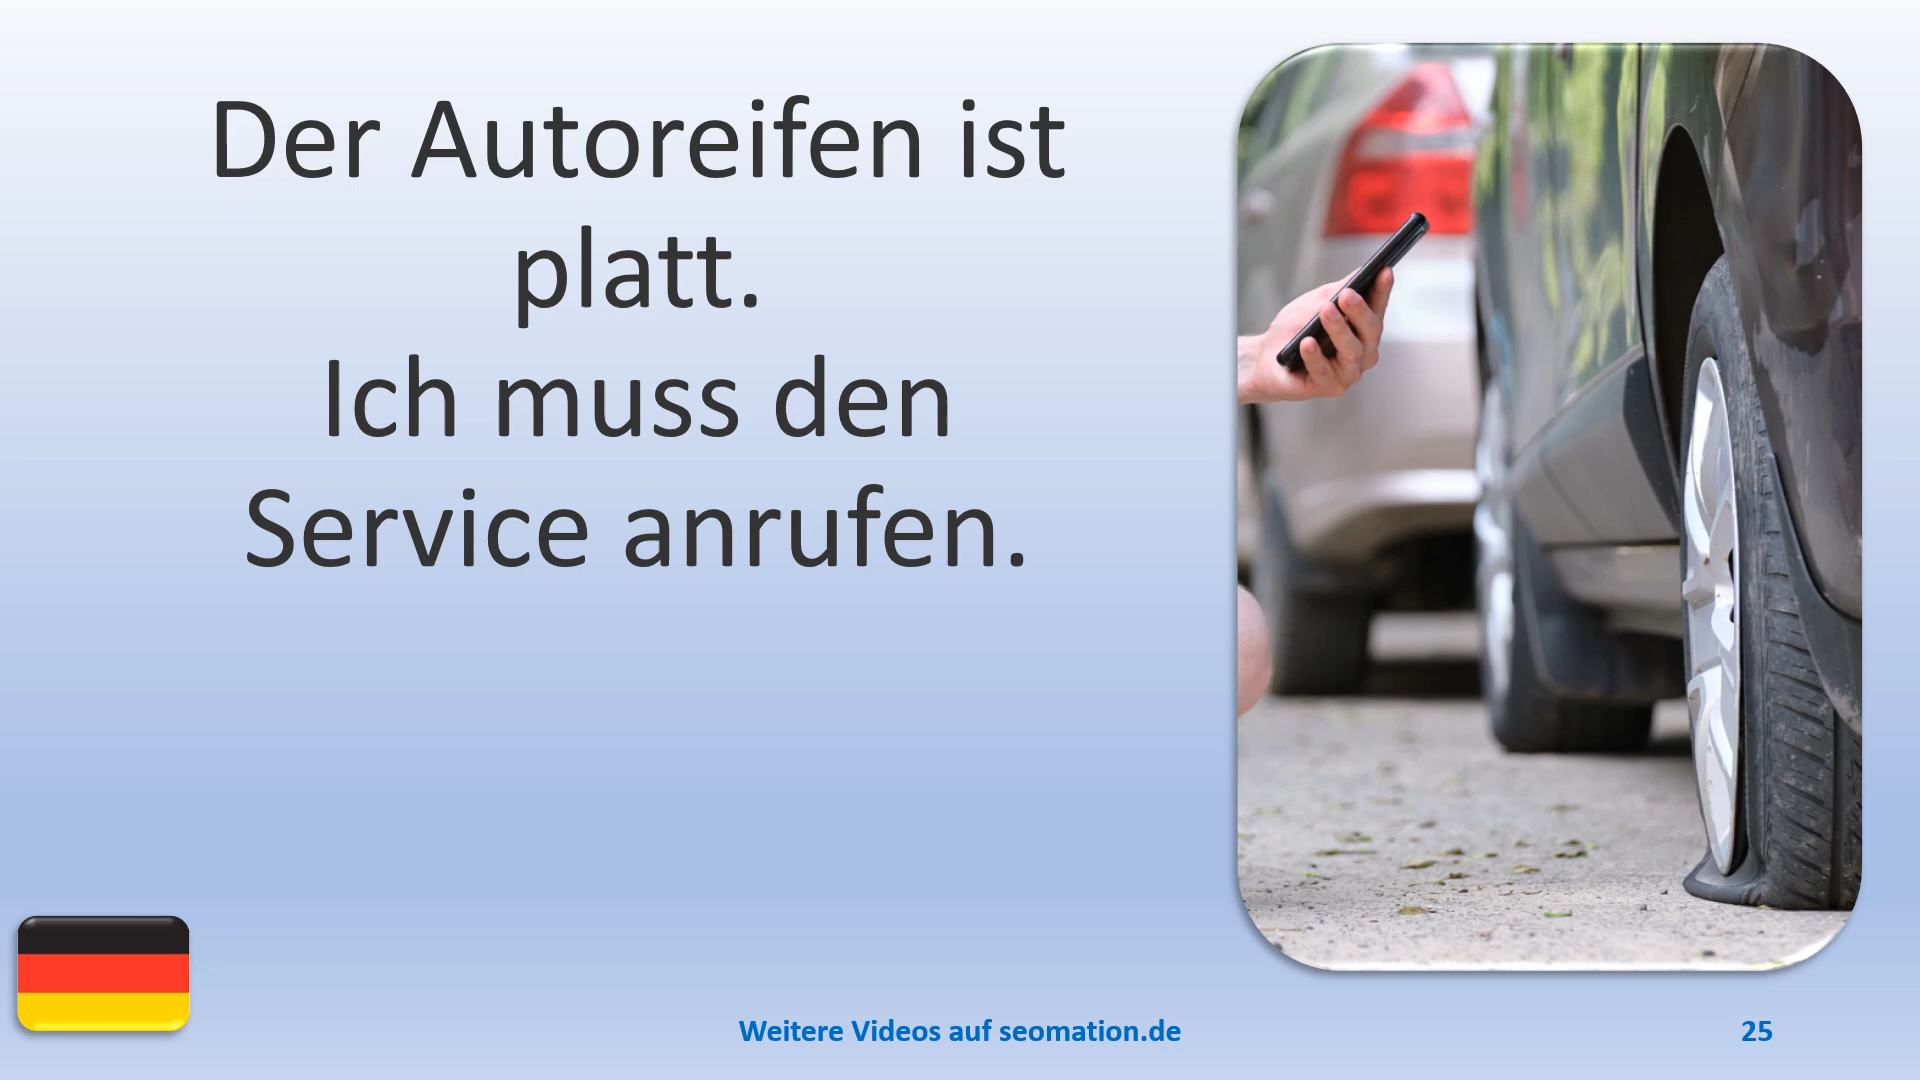 Der Autoreifen ist
platt.
Ich muss den
Service anrufen.
Weitere Videos auf seomation.de
25